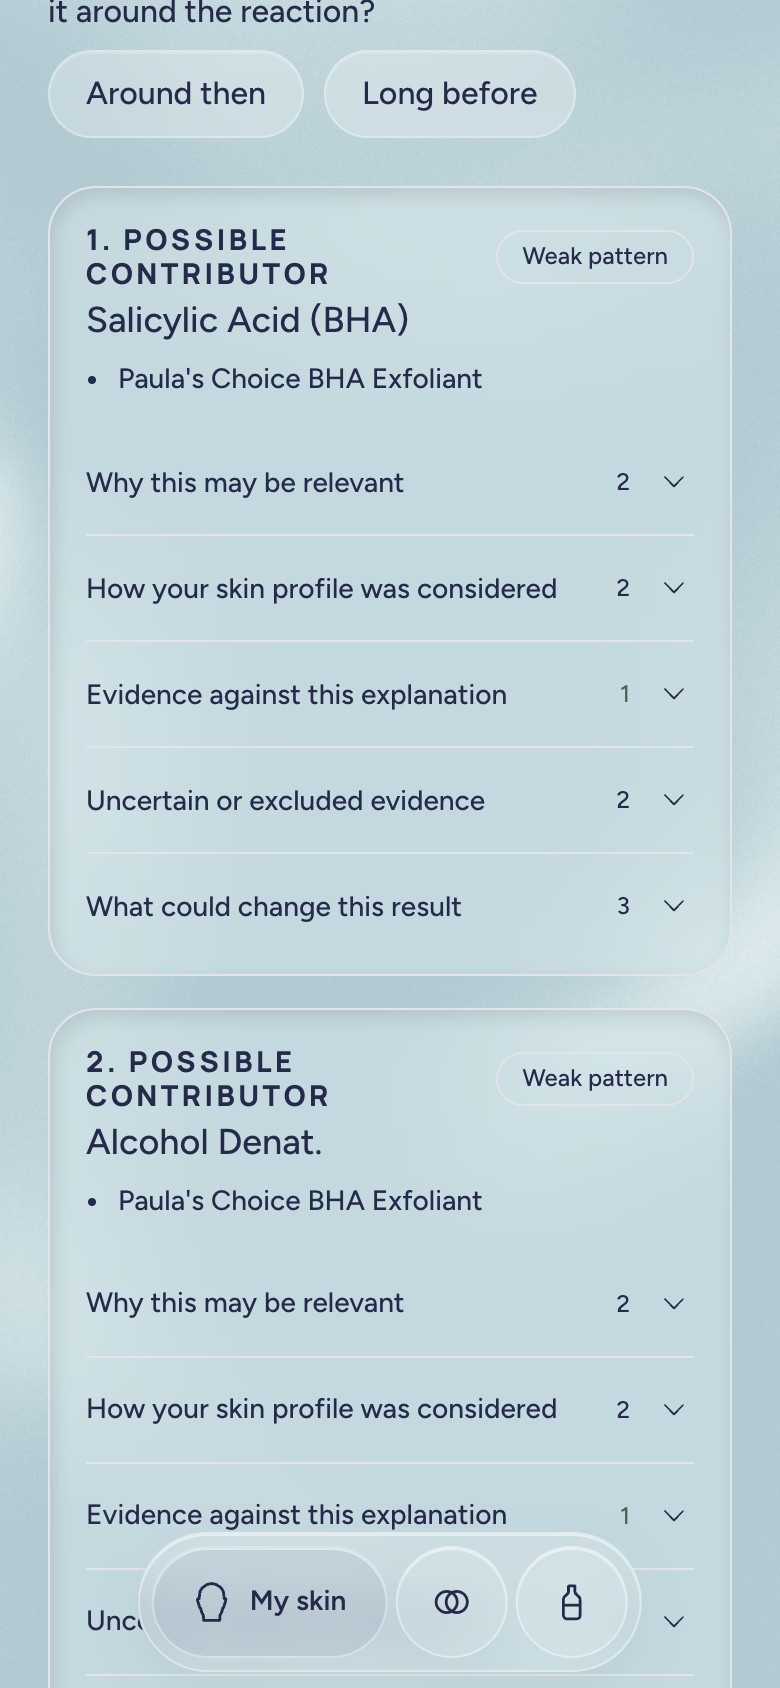 it around the reaction?
Around then
Long before
1. POSSIBLE
CONTRIBUTOR
Weak pattern
Salicylic Acid (BHA)
• Paula's Choice BHA Exfoliant
Why this may be relevant 2
How your skin profile was considered 2
Evidence against this explanation 1
Uncertain or excluded evidence 2
What could change this result 3
2. POSSIBLE
CONTRIBUTOR
Weak pattern
Alcohol Denat.
• Paula's Choice BHA Exfoliant
Why this may be relevant 2
How your skin profile was considered 2
Evidence against this explanation 1
My skin